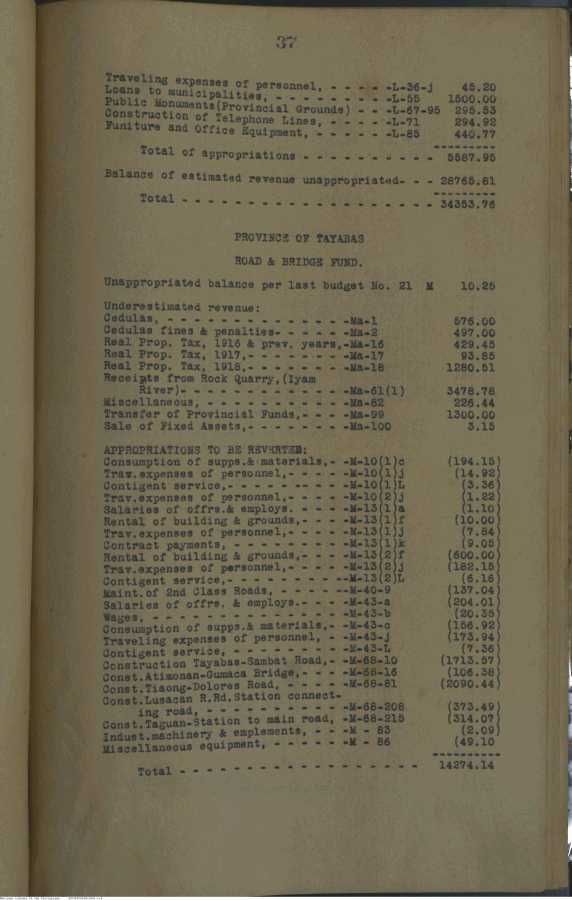 37
Traveling expenses of personnel, - - - - -L-36-j 45.20
Loans to municipalities, - - - - - - - - -L-55 1500.00
Public Monuments(Provincial Grounds) - - -L-67-95 295.53
Construction of Telephone Lines, - - - - -L-71 294.92
Funiture and Office Equipment, - - - - - -L-85 440.77
Total of appropriations - - - - - - - - - - 5587.95
Balance of estimated revenue unappropriated- - - 28765.81
Total - - - - - - - - - - - - - - - - - - - 34353.76
PROVINCE OF TAYABAS
ROAD & BRIDGE FUND.
Unappropriated balance per last budget No. 21 M 10.25
Underestimated revenue:
Cedulas, - - - - - - - - - - - - - -Ma-1 576.00
Cedulas fines & penalties- - - - - -Ma-2 497.00
Real Prop. Tax, 1916 & prev. years,-Ma-16 429.45
Real Prop. Tax, 1917,- - - - - - - -Ma-17 93.85
Real Prop. Tax, 1918,- - - - - - - -Ma-18 1280.51
Receipts from Rock Quarry,(Iyam
River)- - - - - - - - - - - - -Ma-61(1) 3478.78
Miscellaneous, - - - - - - - - - - -Ma-82 226.44
Transfer of Provincial Funds,- - - -Ma-99 1300.00
Sale of Fixed Assets,- - - - - - - -Ma-100 3.15
APPROPRIATIONS TO BE REVERTED:
Consumption of supps.& materials,- -M-10(1)c (194.15)
Trav.expenses of personnel,- - - - -M-10(1)j (14.92)
Contigent service,- - - - - - - - -M-10(1)L (3.36)
Trav.expenses of personnel,- - - - -M-10(2)j (1.22)
Salaries of offrs.& employs. - - - -M-13(1)a (1.10)
Rental of building & grounds,- - - -M-13(1)f (10.00)
Trav.expenses of personnel,- - - - -M-13(1)j (7.84)
Contract payments, - - - - - - - - -M-13(1)k (9.05)
Rental of building & grounds,- - - -M-13(2)f (600.00)
Trav.expenses of personnel,- - - - -M-13(2)j (182.15)
Contigent service,- - - - - - - - --M-13(2)L (6.16)
Maint.of 2nd Class Roads, - - - - --M-40-9 (137.04)
Salaries of offrs. & employs.- - - -M-43-a (204.01)
Wages, - - - - - - - - - - - - - - -M-43-b (20.35)
Consumption of supps.& materials,- -M-43-c (156.92)
Traveling expenses of personnel, - -M-43-j (173.94)
Contigent service, - - - - - - - - -M-43-L (7.36)
Construction Tayabas-Sambat Road,- -M-68-10 (1713.57)
Const.Atimonan-Gumaca Bridge,- - - -M-68-16 (106.38)
Const.Tiaong-Dolores Road, - - - - -M-68-81 (2090.44)
Const.Lusacan R.Rd.Station connect-
ing road, - - - - - - - - - - -M-68-208 (373.49)
Const.Taguan-Station to main road, -M-68-215 (314.07)
Indust.machinery & emplements, - - -M - 83 (2.09)
Miscellaneous equipment, - - - - - -M - 86 (49.10
Total - - - - - - - - - - - - - - - - - - 14274.14